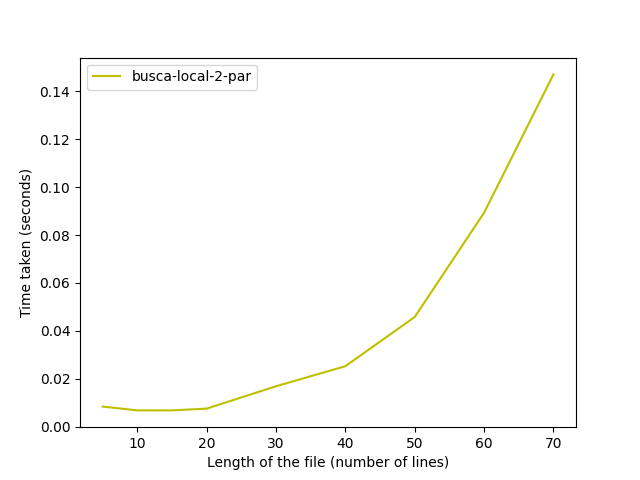 busca-local-2-par
0.14
0.12
0.10
0.08
0.06
0.04
0.02
0.00
Time taken (seconds)
10 20 30 40 50 60 70
Length of the file (number of lines)